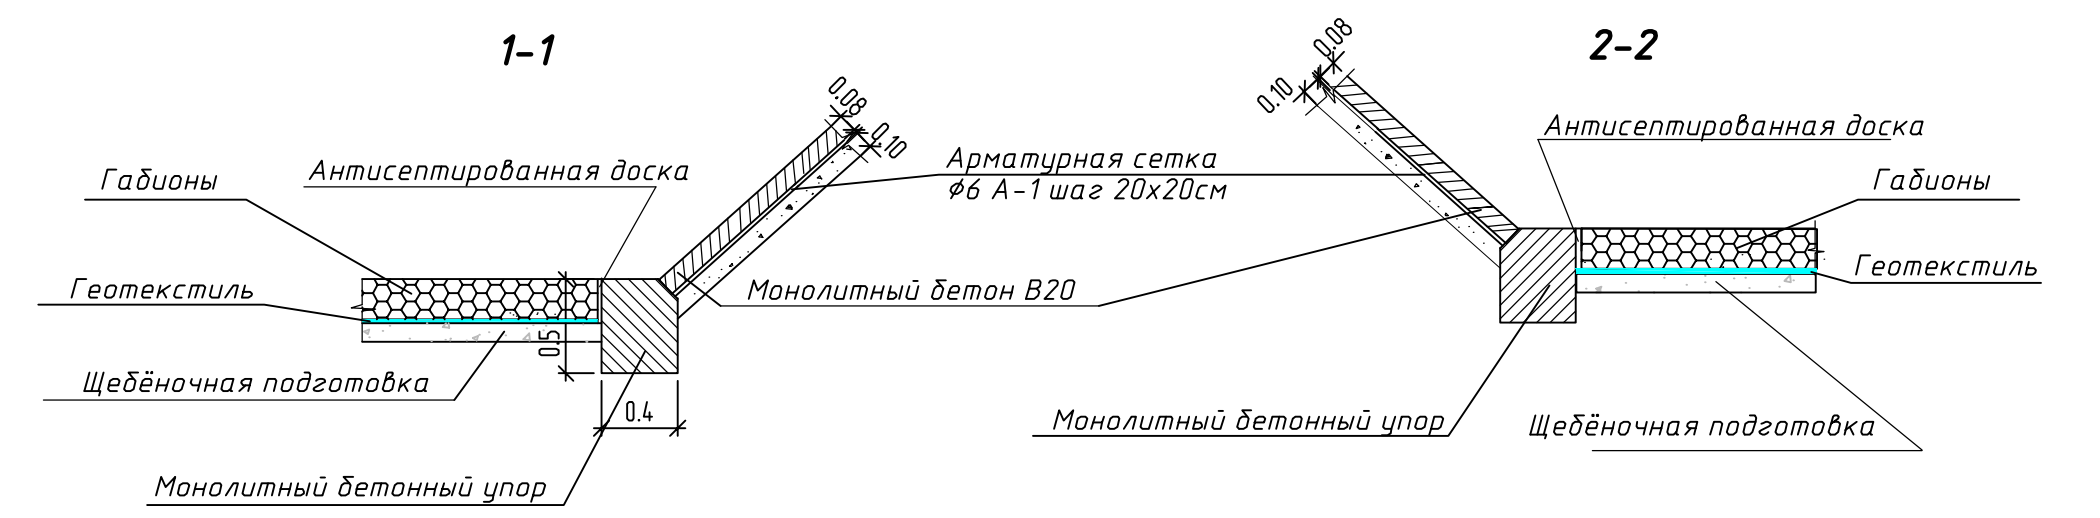 1-1
2-2
0.08
0.10
0.08
0.10
Антисептированная доска
Арматурная сетка
ϕ6 А-1 шаг 20х20см
Антисептированная доска
Габионы
Габионы
Геотекстиль
Монолитный бетон В20
Геотекстиль
0.5
Щебёночная подготовка
0.4
Монолитный бетонный упор
Щебёночная подготовка
Монолитный бетонный упор